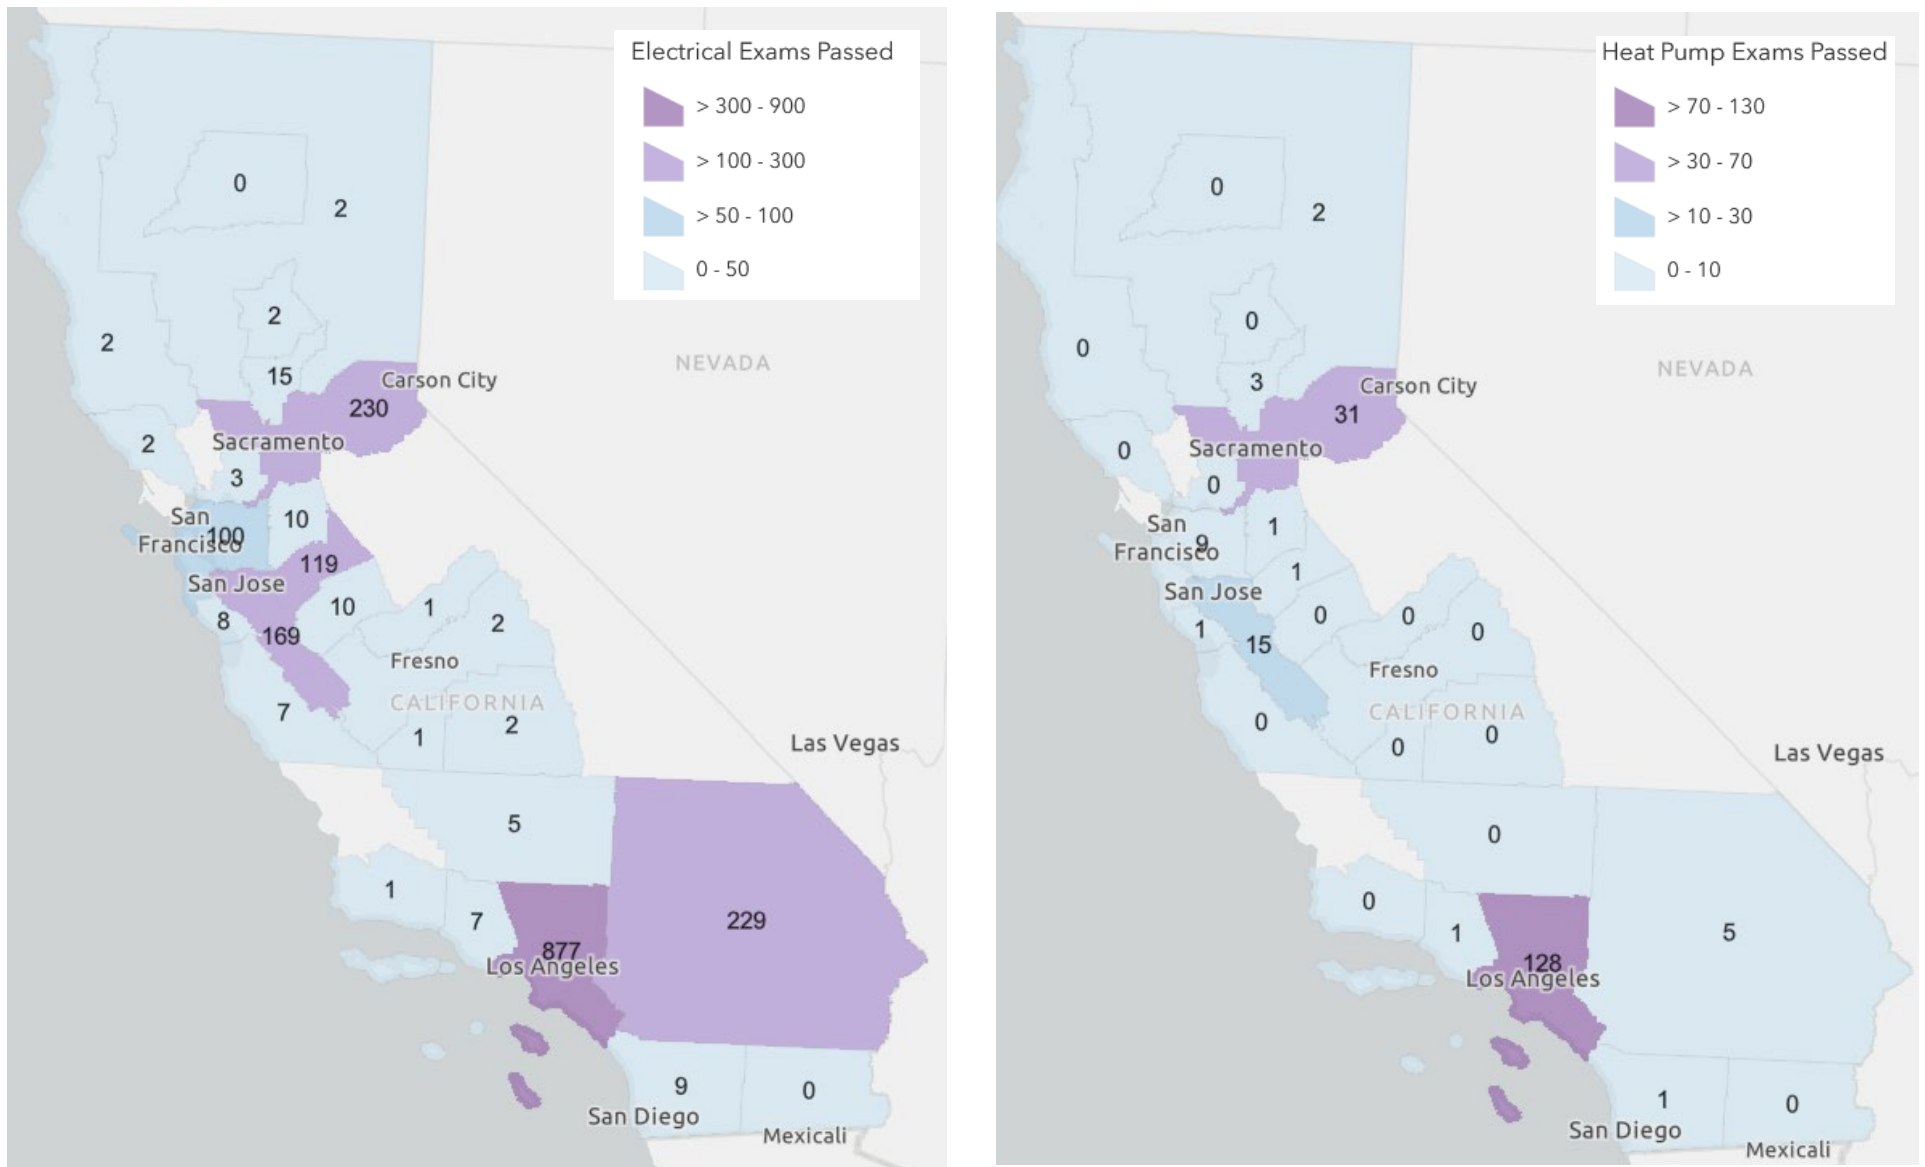 Electrical Exams Passed
> 300 - 900
> 100 - 300
> 50 - 100
0 - 50
0
2
2
2
15
NEVADA
Carson City
230
2
Sacramento
3
San
Francisco
100
10
119
San Jose
10
1
8
169
2
Fresno
CALIFORNIA
7
1
2
Las Vegas
5
1
7
229
877
Los Angeles
9
0
San Diego
Mexicali
Heat Pump Exams Passed
> 70 - 130
> 30 - 70
> 10 - 30
0 - 10
0
2
0
0
3
NEVADA
Carson City
31
0
Sacramento
0
San
Francisco
9
1
1
San Jose
0
0
1
15
0
Fresno
CALIFORNIA
0
0
0
Las Vegas
0
0
1
5
128
Los Angeles
1
0
San Diego
Mexicali